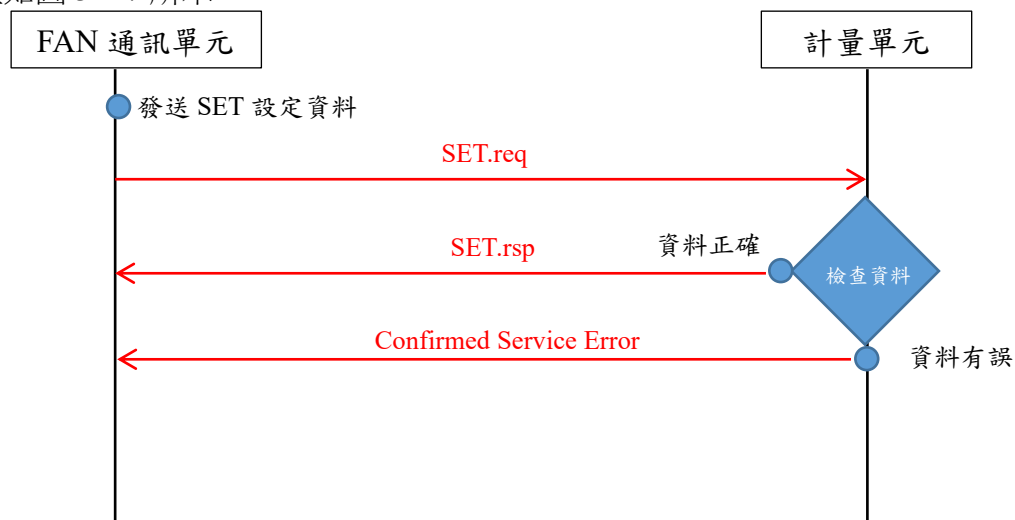 FAN 通訊單元
計量單元
發送 SET 設定資料
SET.req
SET.rsp
資料正確
檢查資料
Confirmed Service Error
資料有誤